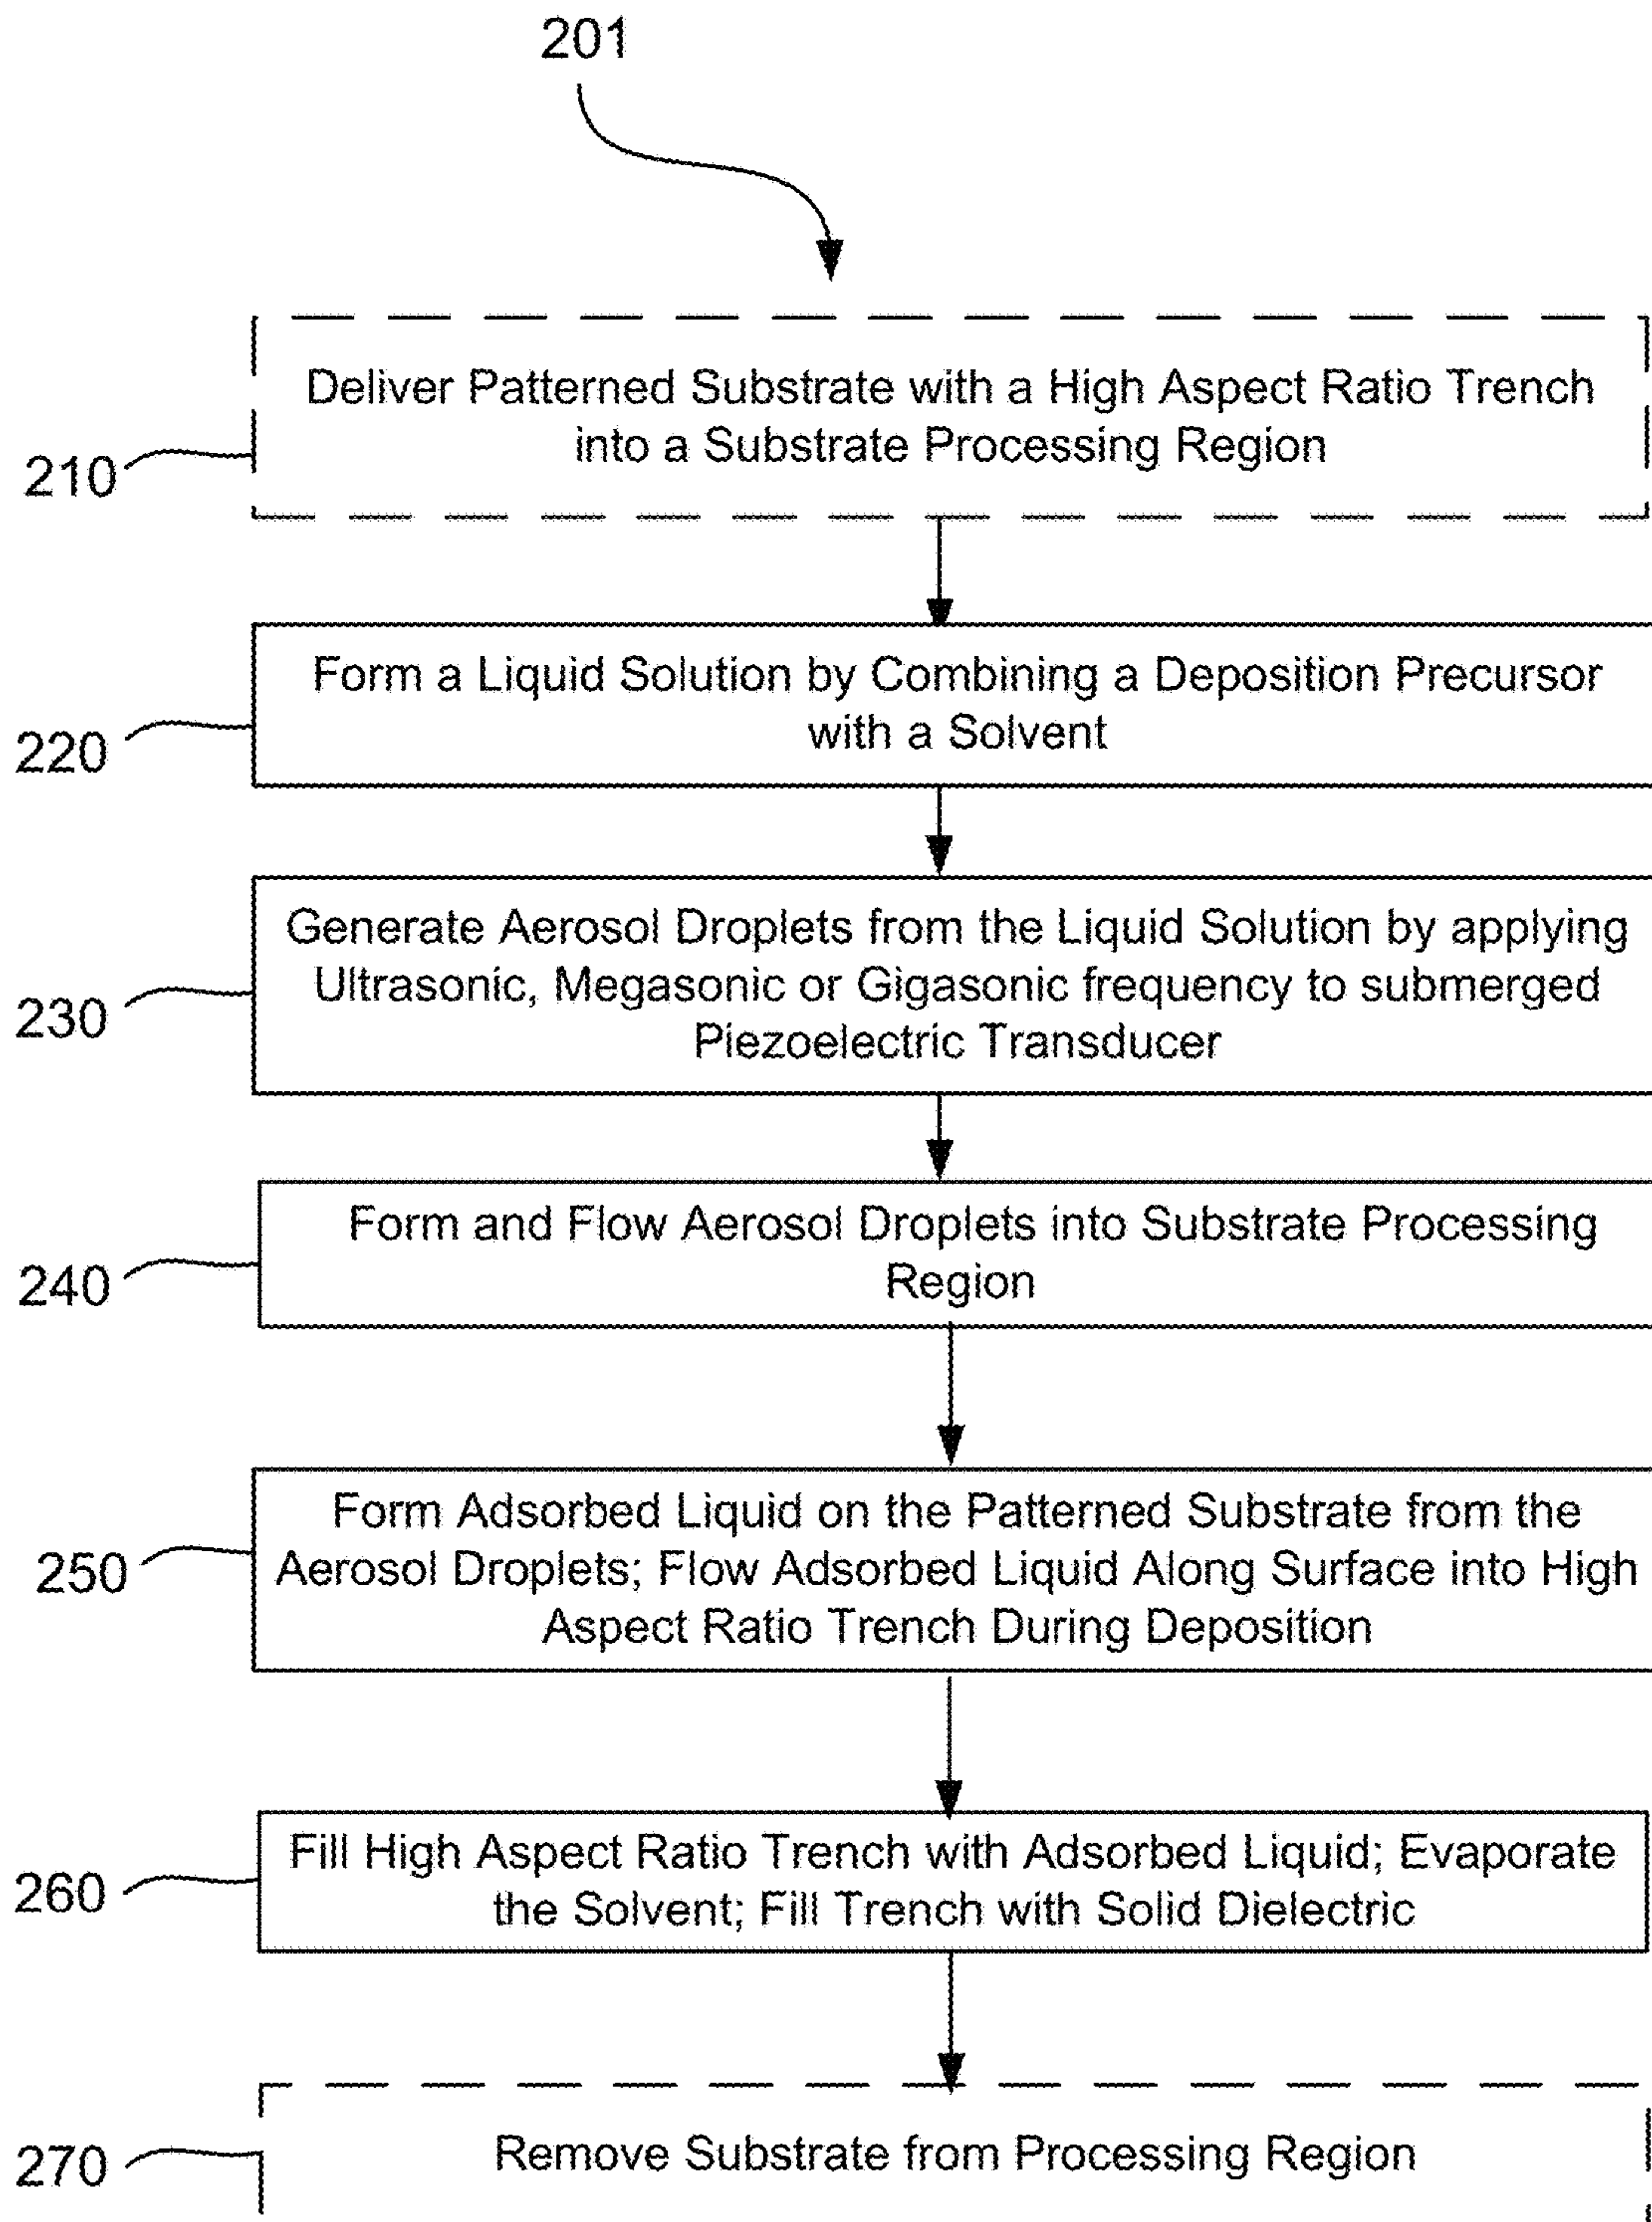 201
Deliver Patterned Substrate with a High Aspect Ratio Trench
into a Substrate Processing Region
210
Form a Liquid Solution by Combining a Deposition Precursor
with a Solvent
220
Generate Aerosol Droplets from the Liquid Solution by applying
Ultrasonic, Megasonic or Gigasonic frequency to submerged
Piezoelectric Transducer
230
Form and Flow Aerosol Droplets into Substrate Processing
Region
240
Form Adsorbed Liquid on the Patterned Substrate from the
Aerosol Droplets; Flow Adsorbed Liquid Along Surface into High
Aspect Ratio Trench During Deposition
250
Fill High Aspect Ratio Trench with Adsorbed Liquid; Evaporate
the Solvent; Fill Trench with Solid Dielectric
260
Remove Substrate from Processing Region
270